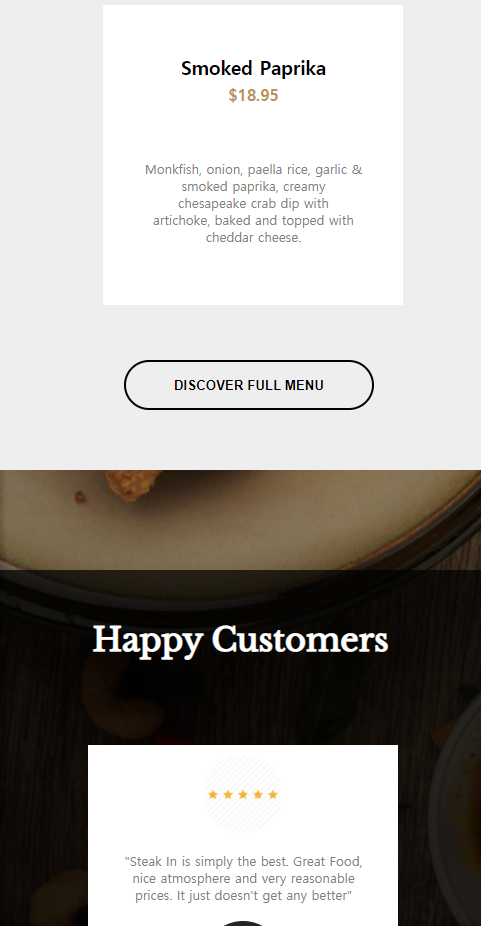 Smoked Paprika
$18.95
Monkfish, onion, paella rice, garlic &
smoked paprika, creamy
chesapeake crab dip with
artichoke, baked and topped with
cheddar cheese.
DISCOVER FULL MENU
Happy Customers
"Steak In is simply the best. Great Food,
nice atmosphere and very reasonable
prices. It just doesn't get any better"